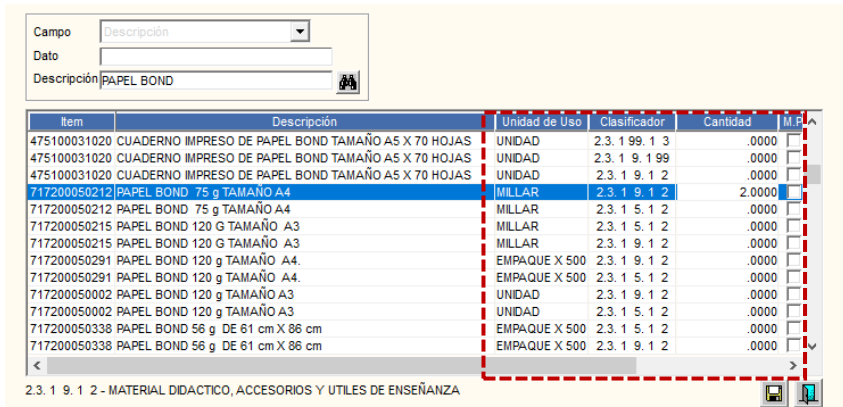 Campo Descripción
Dato
Descripción PAPEL BOND
Item Descripción Unidad de Uso Clasificador Cantidad M.P
475100031020 CUADERNO IMPRESO DE PAPEL BOND TAMAÑO A5 X 70 HOJAS UNIDAD 2.3. 1 99. 1 3 .0000
475100031020 CUADERNO IMPRESO DE PAPEL BOND TAMAÑO A5 X 70 HOJAS UNIDAD 2.3. 1 9. 1 99 .0000
475100031020 CUADERNO IMPRESO DE PAPEL BOND TAMAÑO A5 X 70 HOJAS UNIDAD 2.3. 1 9. 1 2 .0000
717200050212 PAPEL BOND 75 g TAMAÑO A4 MILLAR 2.3. 1 9. 1 2 2.0000
717200050212 PAPEL BOND 75 g TAMAÑO A4 MILLAR 2.3. 1 5. 1 2 .0000
717200050215 PAPEL BOND 120 G TAMAÑO A3 MILLAR 2.3. 1 5. 1 2 .0000
717200050215 PAPEL BOND 120 G TAMAÑO A3 MILLAR 2.3. 1 9. 1 2 .0000
717200050291 PAPEL BOND 120 g TAMAÑO A4. EMPAQUE X 500 2.3. 1 9. 1 2 .0000
717200050291 PAPEL BOND 120 g TAMAÑO A4. EMPAQUE X 500 2.3. 1 5. 1 2 .0000
717200050002 PAPEL BOND 120 g TAMAÑO A3 UNIDAD 2.3. 1 9. 1 2 .0000
717200050002 PAPEL BOND 120 g TAMAÑO A3 UNIDAD 2.3. 1 5. 1 2 .0000
717200050338 PAPEL BOND 56 g DE 61 cm X 86 cm EMPAQUE X 500 2.3. 1 5. 1 2 .0000
717200050338 PAPEL BOND 56 g DE 61 cm X 86 cm EMPAQUE X 500 2.3. 1 9. 1 2 .0000
2.3. 1 9. 1 2 - MATERIAL DIDACTICO, ACCESORIOS Y UTILES DE ENSEÑANZA